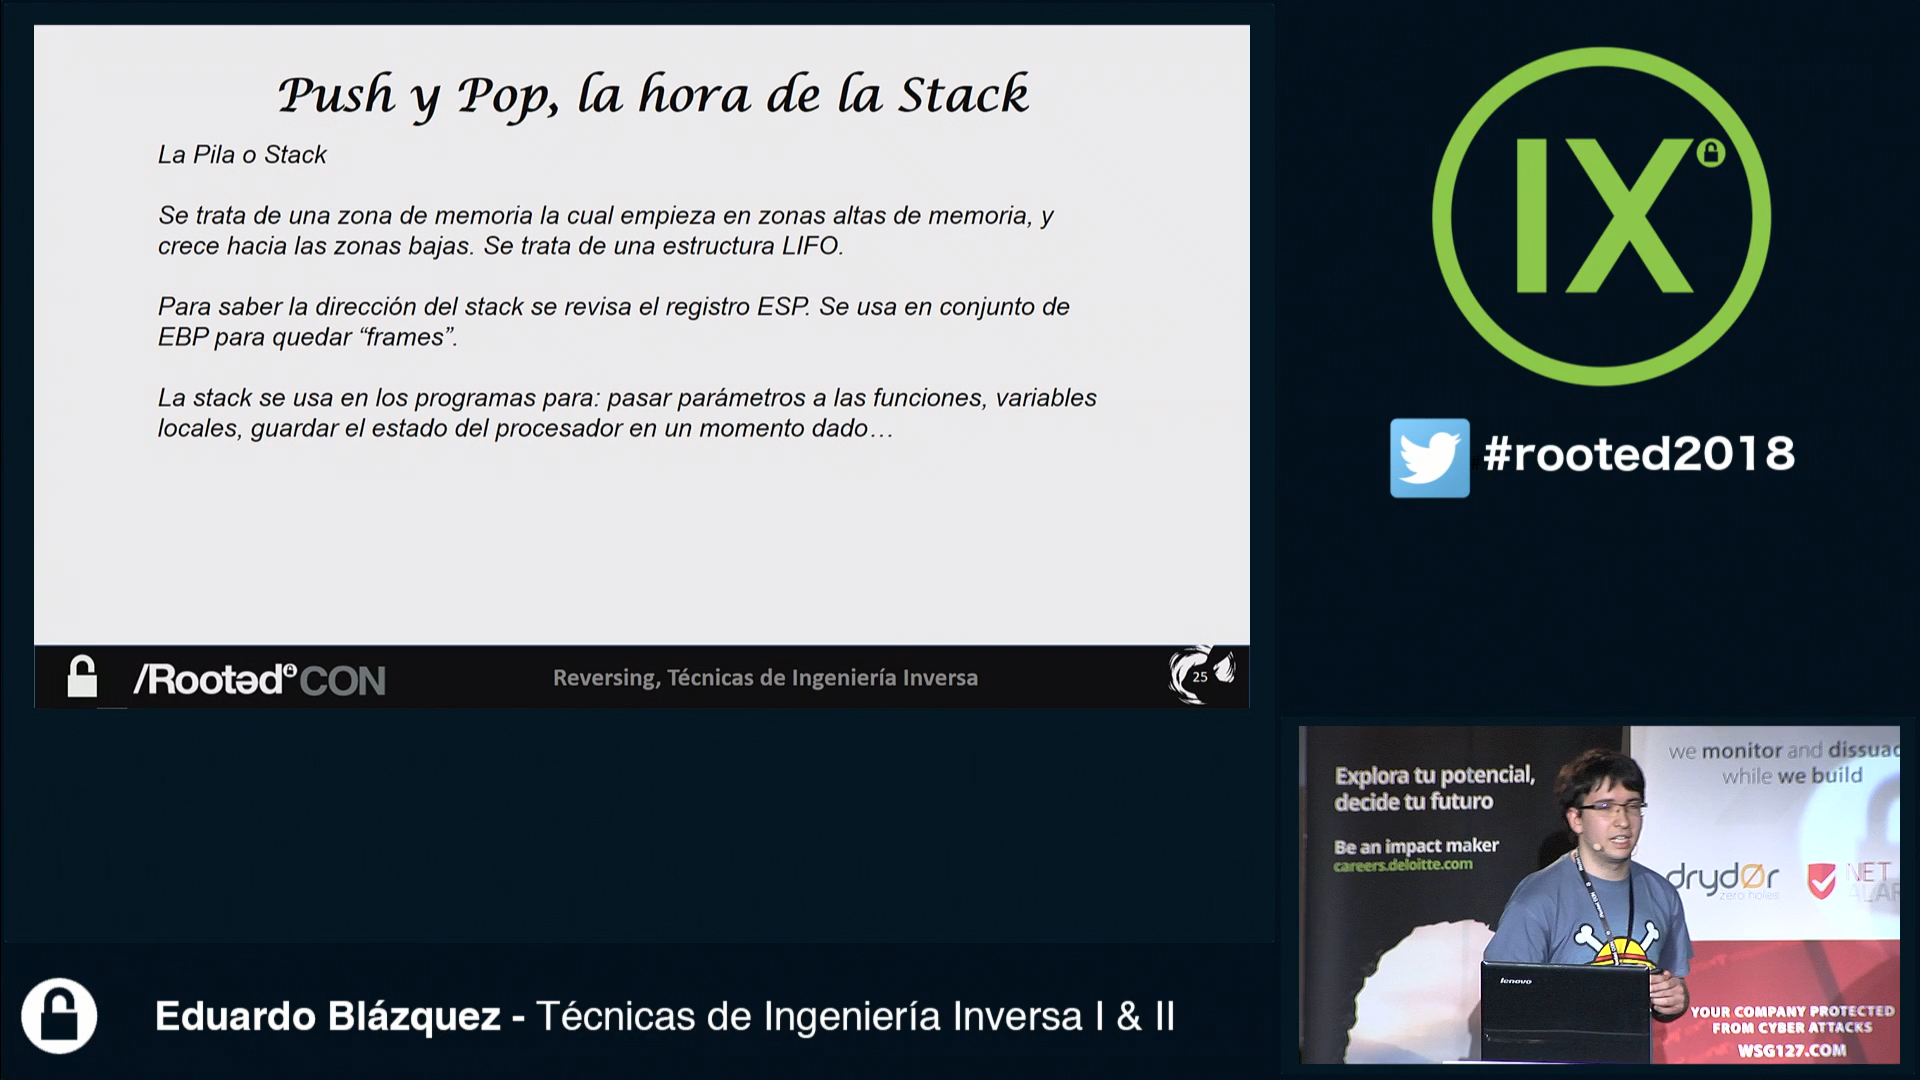 Push y Pop, la hora de la Stack
La Pila o Stack
Se trata de una zona de memoria la cual empieza en zonas altas de memoria, y
crece hacia las zonas bajas. Se trata de una estructura LIFO.
Para saber la dirección del stack se revisa el registro ESP. Se usa en conjunto de
EBP para quedar “frames”.
La stack se usa en los programas para: pasar parámetros a las funciones, variables
locales, guardar el estado del procesador en un momento dado…
/Rootəd CON
Reversing, Técnicas de Ingeniería Inversa
25
IX
#rooted2018
Explora tu potencial,
decide tu futuro
Be an impact maker
careers.deloitte.com
we monitor and dissuad
while we build
drydØr
zero holes
NET
ALAR
lenovo
YOUR COMPANY PROTECTED
FROM CYBER ATTACKS
WSG127.COM
Eduardo Blázquez - Técnicas de Ingeniería Inversa I & II